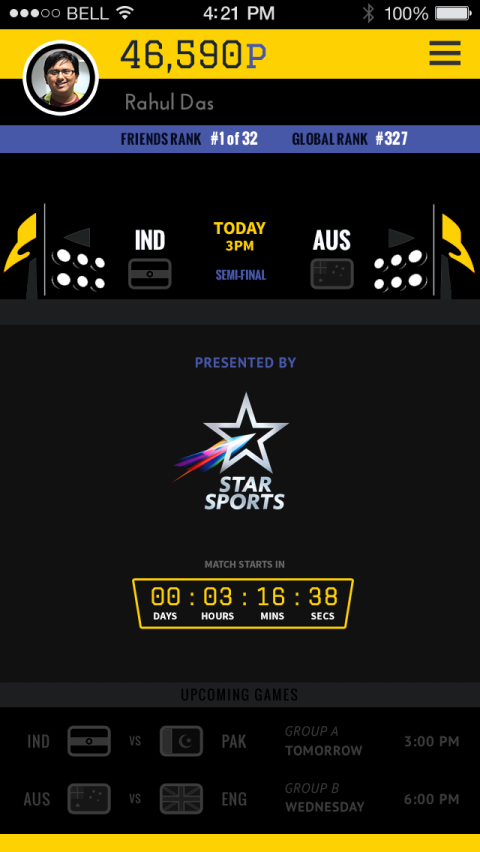 BELL 4:21 PM 100%
46,590P
Rahul Das
FRIENDS RANK #1 of 32 GLOBAL RANK #327
IND TODAY AUS
3PM
SEMI-FINAL
PRESENTED BY
STAR
SPORTS
MATCH STARTS IN
00 : 03 : 16 : 38
DAYS HOURS MINS SECS
UPCOMING GAMES
IND VS PAK GROUP A TOMORROW 3:00 PM
AUS VS ENG GROUP B WEDNESDAY 6:00 PM